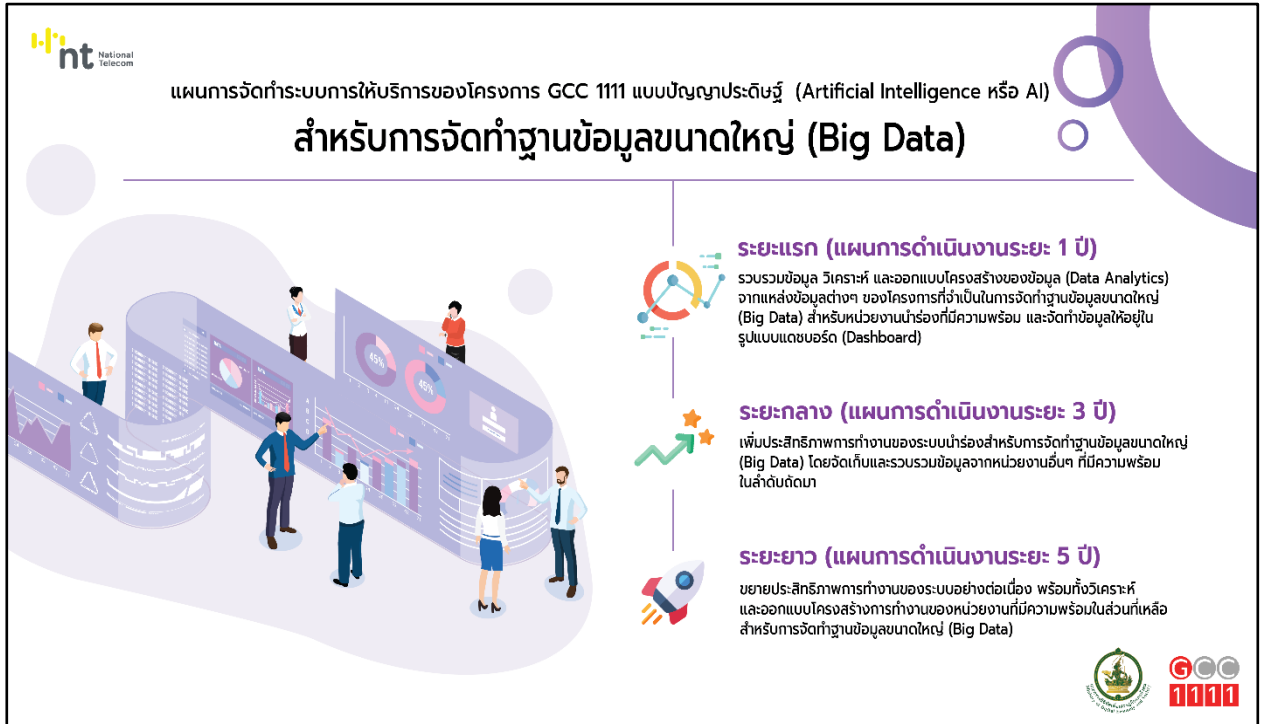 nt National
Telecom
แผนการจัดทำระบบการให้บริการของโครงการ GCC 1111 แบบปัญญาประดิษฐ์ (Artificial Intelligence หรือ AI)
สำหรับการจัดทำฐานข้อมูลขนาดใหญ่ (Big Data)
ระยะแรก (แผนการดำเนินงานระยะ 1 ปี)
รวบรวมข้อมูล วิเคราะห์ และออกแบบโครงสร้างของข้อมูล (Data Analytics)
จากแหล่งข้อมูลต่างๆ ของโครงการที่จำเป็นในการจัดทำฐานข้อมูลขนาดใหญ่
(Big Data) สำหรับหน่วยงานนำร่องที่มีความพร้อม และจัดทำข้อมูลให้อยู่ใน
รูปแบบแดชบอร์ด (Dashboard)
45%
45%
ระยะกลาง (แผนการดำเนินงานระยะ 3 ปี)
เพิ่มประสิทธิภาพการทำงานของระบบนำร่องสำหรับการจัดทำฐานข้อมูลขนาดใหญ่
(Big Data) โดยจัดเก็บและรวบรวมข้อมูลจากหน่วยงานอื่นๆ ที่มีความพร้อม
ในลำดับถัดมา
ระยะยาว (แผนการดำเนินงานระยะ 5 ปี)
ขยายประสิทธิภาพการทำงานของระบบอย่างต่อเนื่อง พร้อมทั้งวิเคราะห์
และออกแบบโครงสร้างการทำงานของหน่วยงานที่มีความพร้อมในส่วนที่เหลือ
สำหรับการจัดทำฐานข้อมูลขนาดใหญ่ (Big Data)
GCC
1111